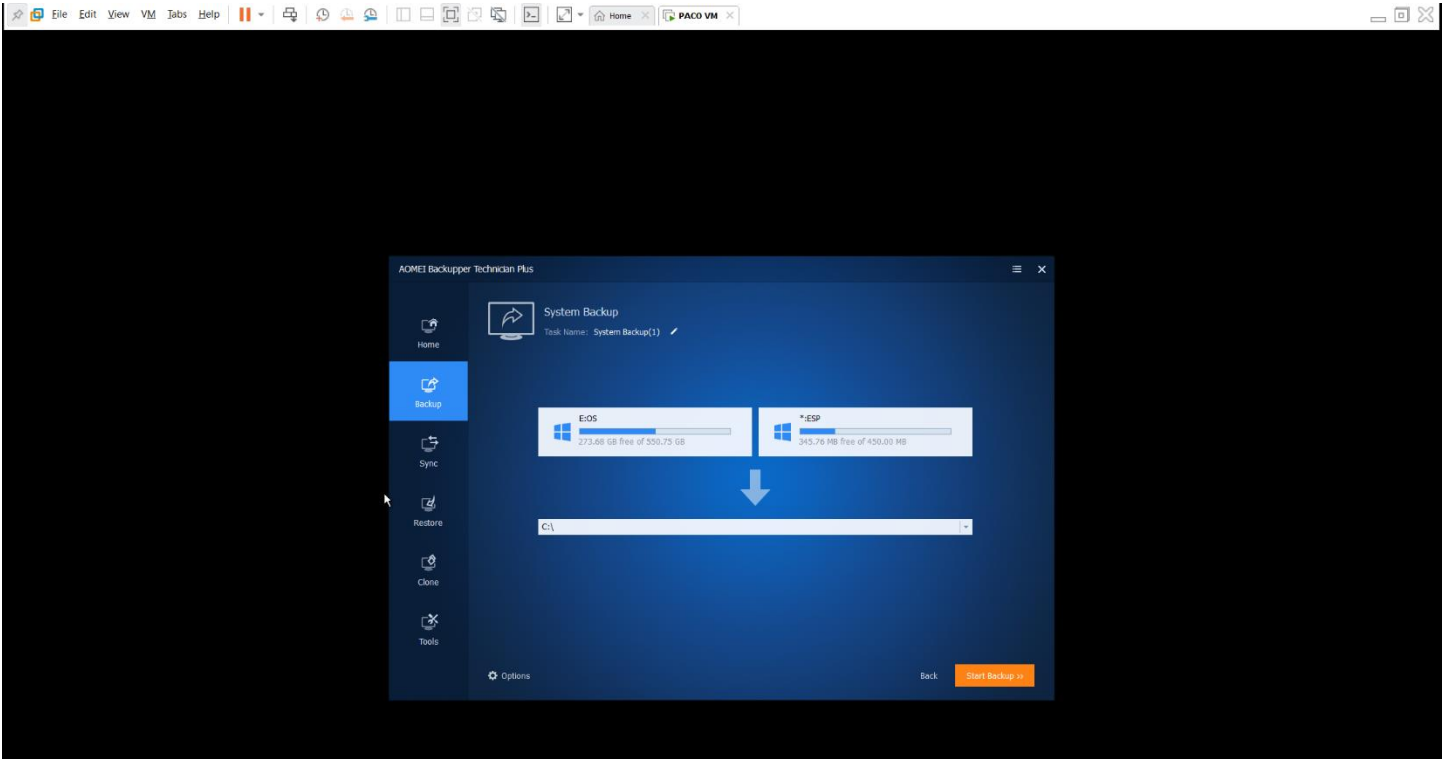 File Edit View VM Tabs Help Home PACO VM
AOMEI Backupper Technician Plus
System Backup
Task Name: System Backup(1)
Home
Backup
Sync
Restore
Clone
Tools
E:OS
273.68 GB free of 550.75 GB
*:ESP
345.76 MB free of 450.00 MB
C:\
Options
Back
Start Backup »